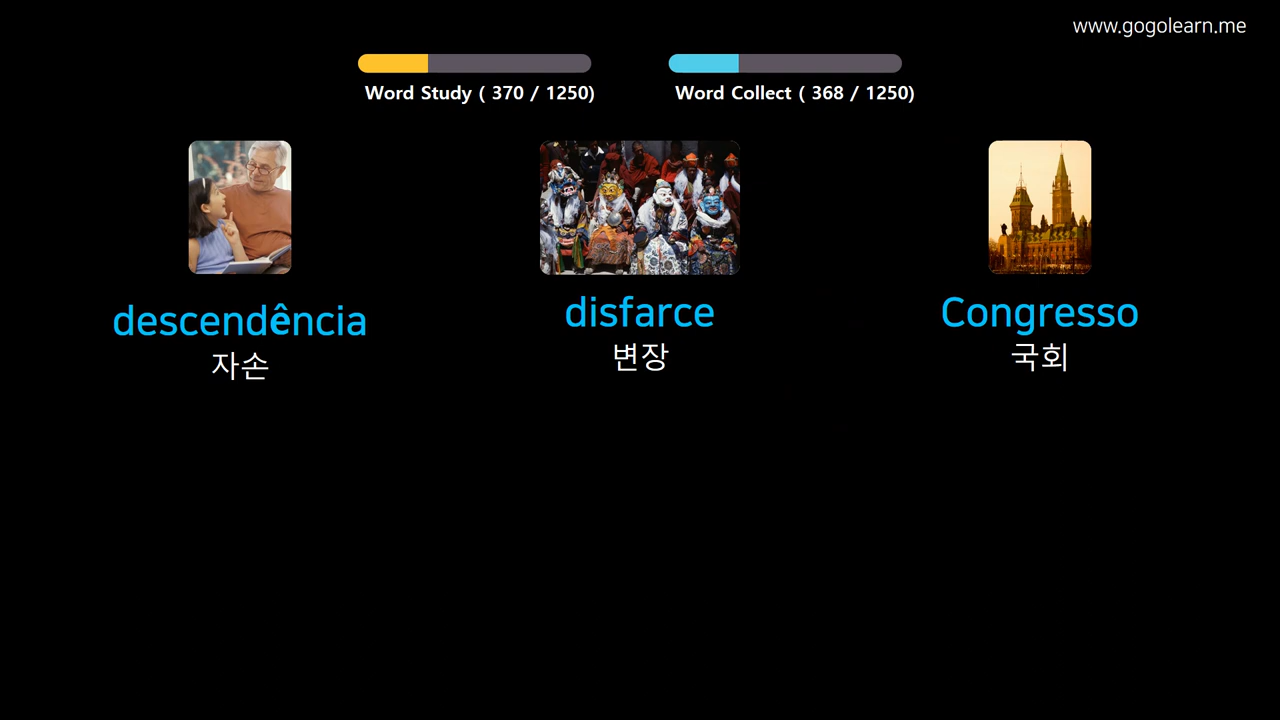 www.gogolearn.me
Word Study ( 370 / 1250)
Word Collect ( 368 / 1250)
descendência
자손
disfarce
변장
Congresso
국회